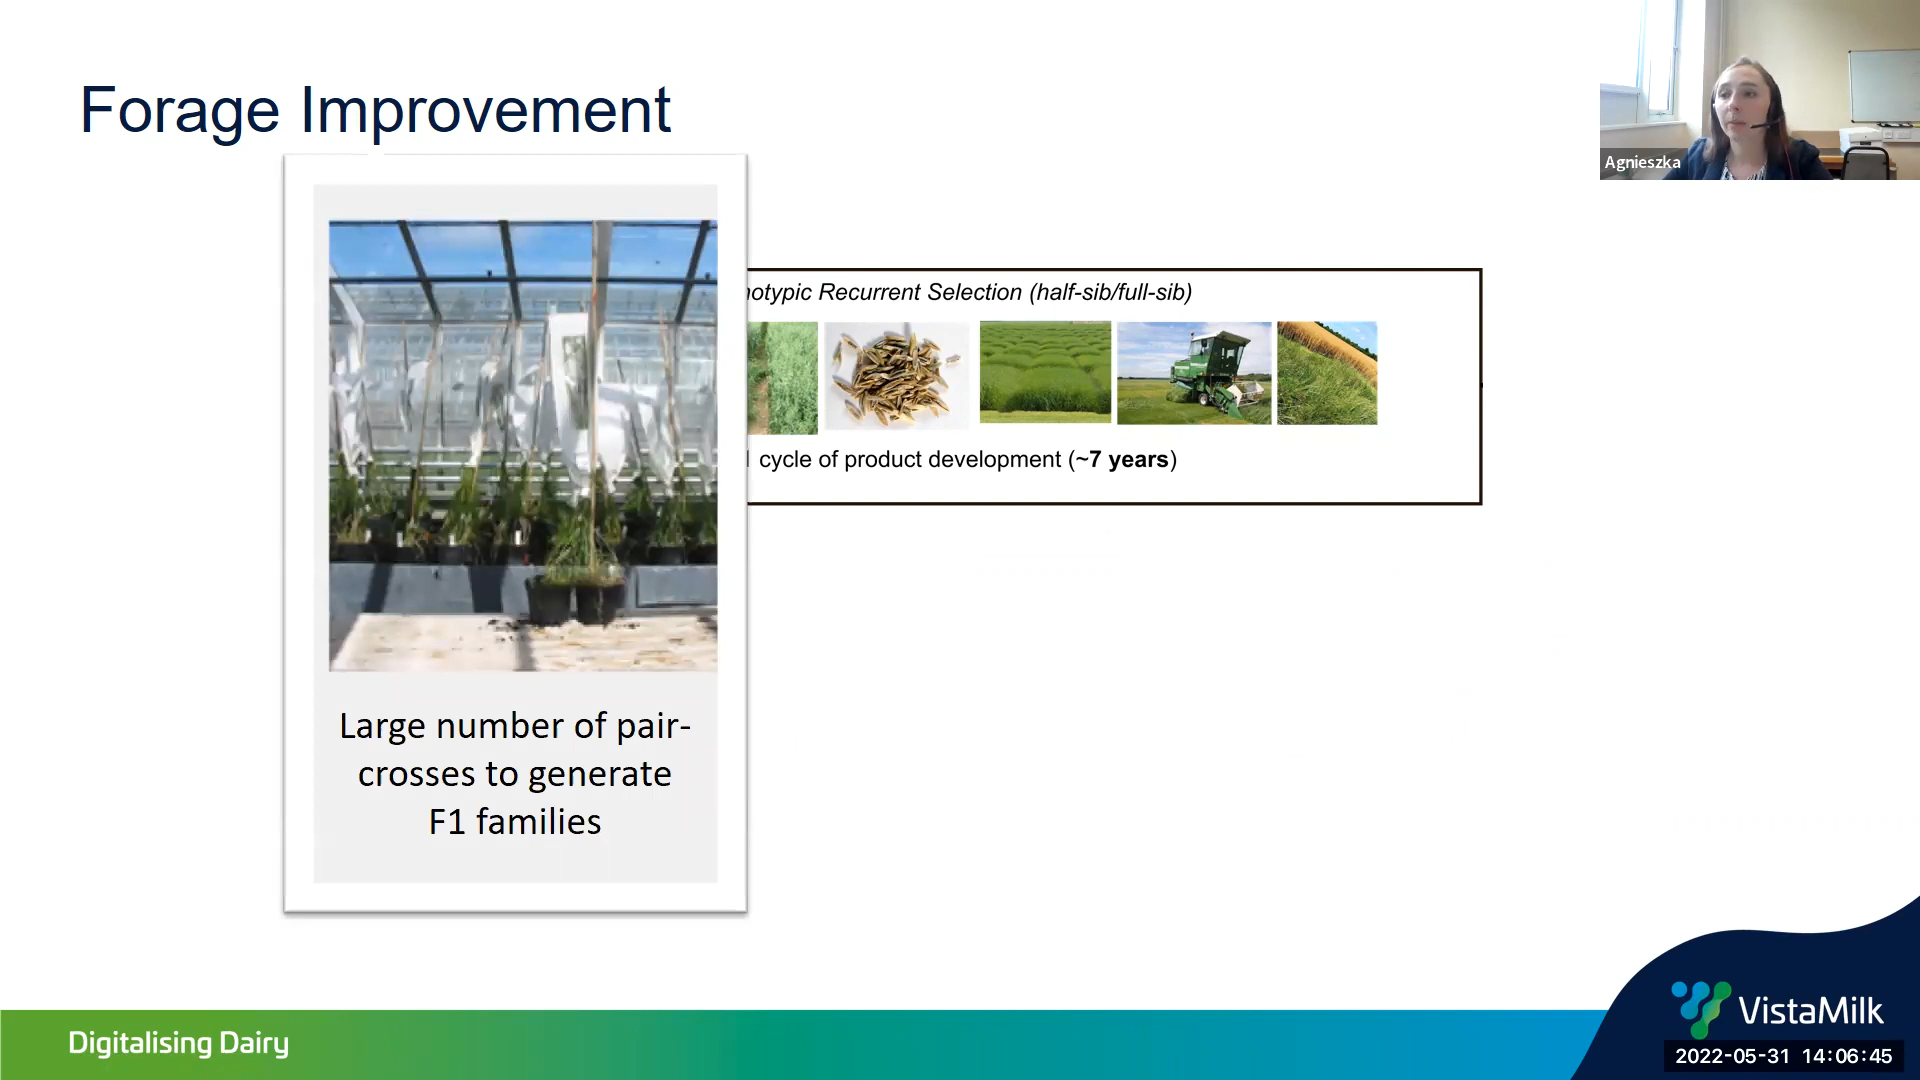 Forage Improvement
Agnieszka
notypic Recurrent Selection (half-sib/full-sib)
cycle of product development (~7 years)
Large number of pair-
crosses to generate
F1 families
Digitalising Dairy
VistaMilk
2022-05-31 14:06:45